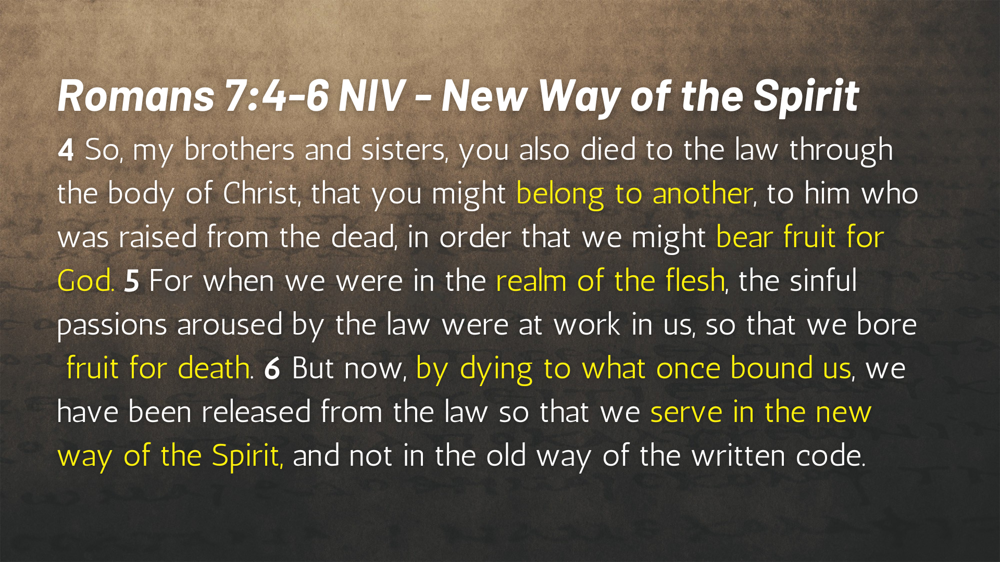 Romans 7:4-6 NIV - New Way of the Spirit
4 So, my brothers and sisters, you also died to the law through
the body of Christ, that you might belong to another, to him who
was raised from the dead, in order that we might bear fruit for
God. 5 For when we were in the realm of the flesh, the sinful
passions aroused by the law were at work in us, so that we bore
fruit for death. 6 But now, by dying to what once bound us, we
have been released from the law so that we serve in the new
way of the Spirit, and not in the old way of the written code.